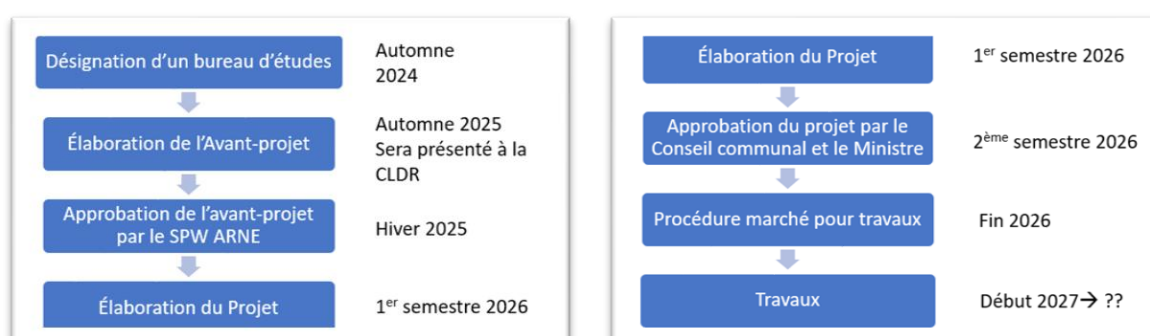 Désignation d'un bureau d'études
Automne
2024
Élaboration de l'Avant-projet
Automne 2025
Sera présenté à la
CLDR
Approbation de l'avant-projet
par le SPW ARNE
Hiver 2025
Élaboration du Projet
1er semestre 2026
Élaboration du Projet
1er semestre 2026
Approbation du projet par le
Conseil communal et le Ministre
2ème semestre 2026
Procédure marché pour travaux
Fin 2026
Travaux
Début 2027→ ??